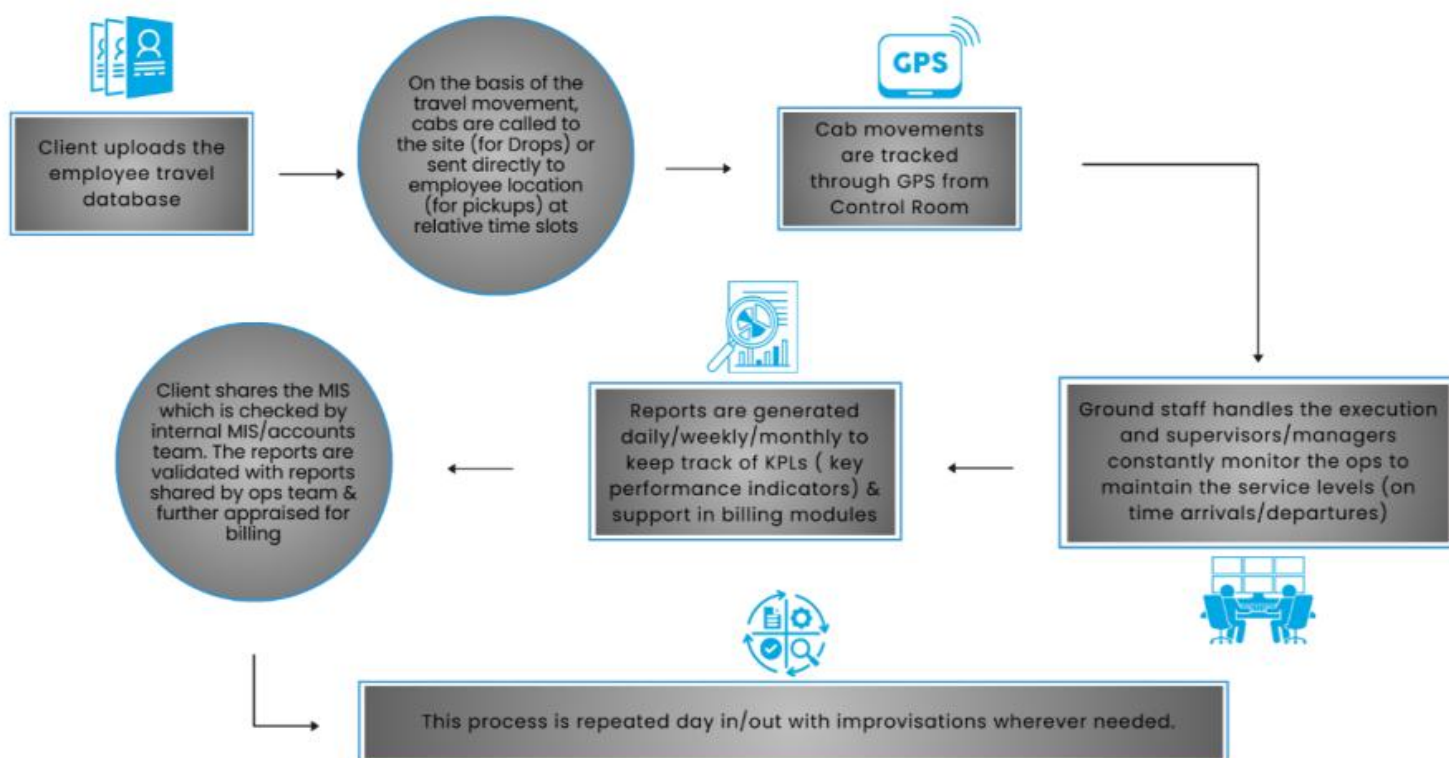 Client uploads the
employee travel
database
On the basis of the
travel movement,
cabs are called to
the site (for Drops) or
sent directly to
employee location
(for pickups) at
relative time slots
GPS
Cab movements
are tracked
through GPS from
Control Room
Ground staff handles the execution
and supervisors/managers
constantly monitor the ops to
maintain the service levels (on
time arrivals/departures)
Reports are generated
daily/weekly/monthly to
keep track of KPLs ( key
performance indicators) &
support in billing modules
Client shares the MIS
which is checked by
internal MIS/accounts
team. The reports are
validated with reports
shared by ops team &
further appraised for
billing
This process is repeated day in/out with improvisations wherever needed.